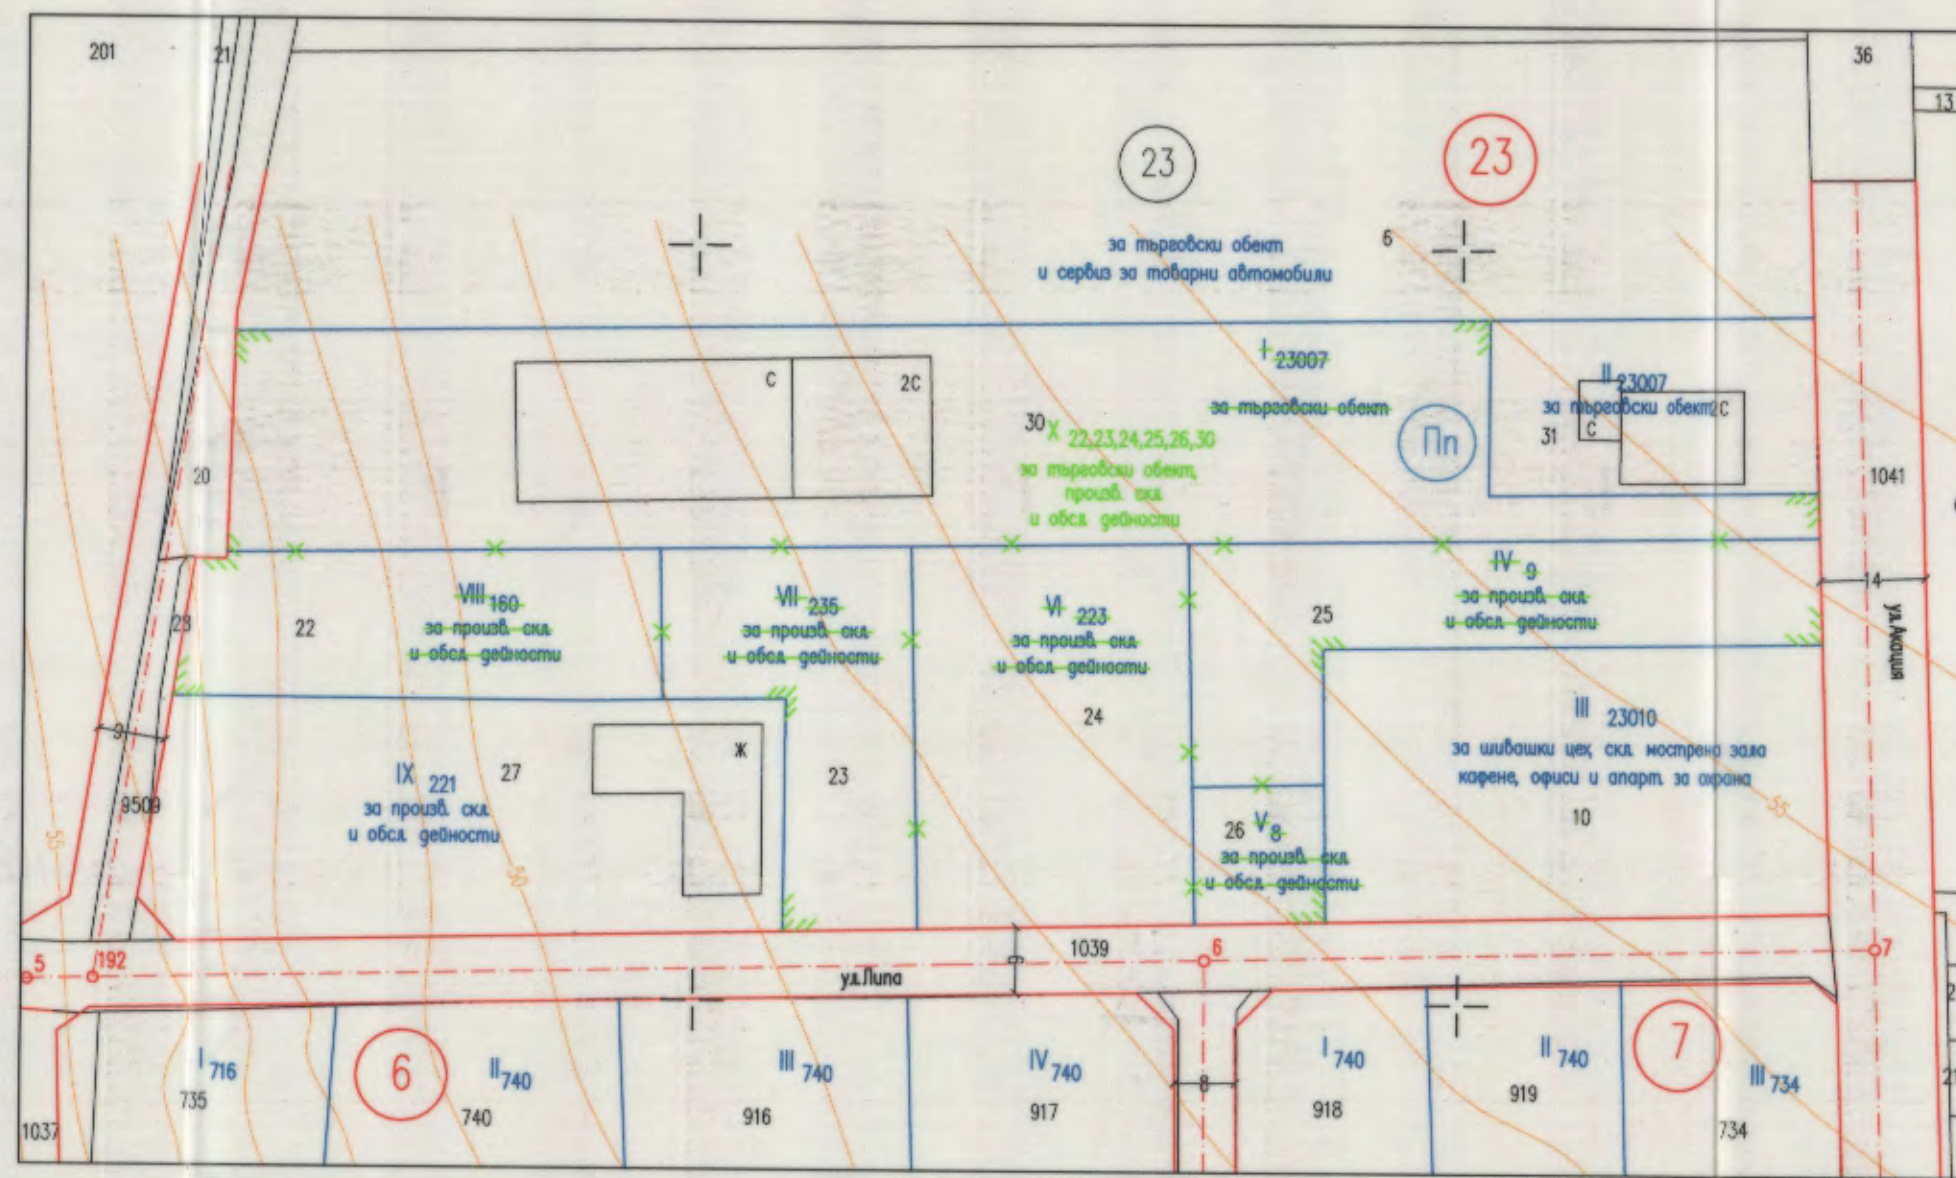 201
21
36
13
23
23
за търговски обект
и сервиз за товарни автомобили
6
I 23007
за търговски обект
II 23007
за търговски обект
2С
С
31
С
2С
30
X 22,23,24,25,26,30
за търговски обект,
произв. скл.
и обсл. дейности
Пп
20
1041
VIII 160
за произв. скл.
и обсл. дейности
22
28
VII 235
за произв. скл.
и обсл. дейности
VI 223
за произв. скл.
и обсл. дейности
24
25
IV 9
за произв. скл.
и обсл. дейности
14
ул.Акация
III 23010
за шивашки цех, скл. мострена зала
кафене, офиси и апарт. за охрана
10
55
9
9509
IX 221
27
за произв. скл.
и обсл. дейности
Ж
23
26
V 8
за произв. скл.
и обсл. дейности
55
50
5
192
ул.Липа
9
1039
6
7
I 716
735
6
II 740
740
III 740
916
IV 740
917
8
I 740
918
II 740
919
7
III 734
734
1037